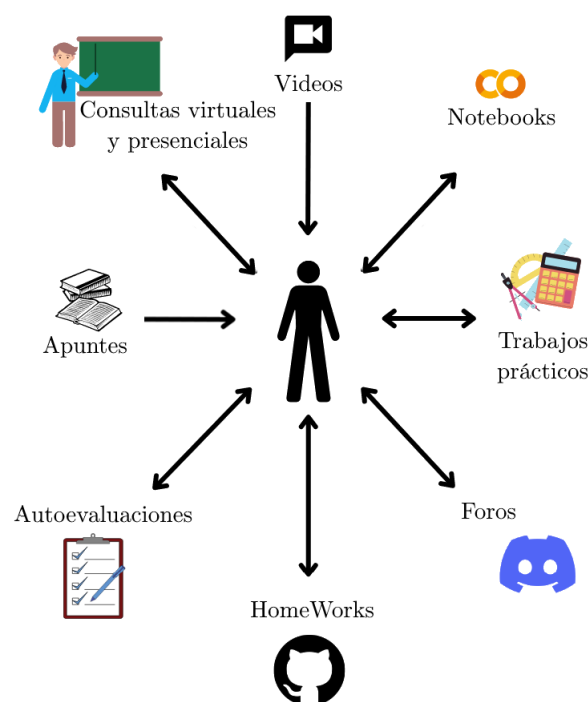 Videos
Consultas virtuales
y presenciales
Notebooks
Apuntes
Trabajos
prácticos
Autoevaluaciones
Foros
HomeWorks